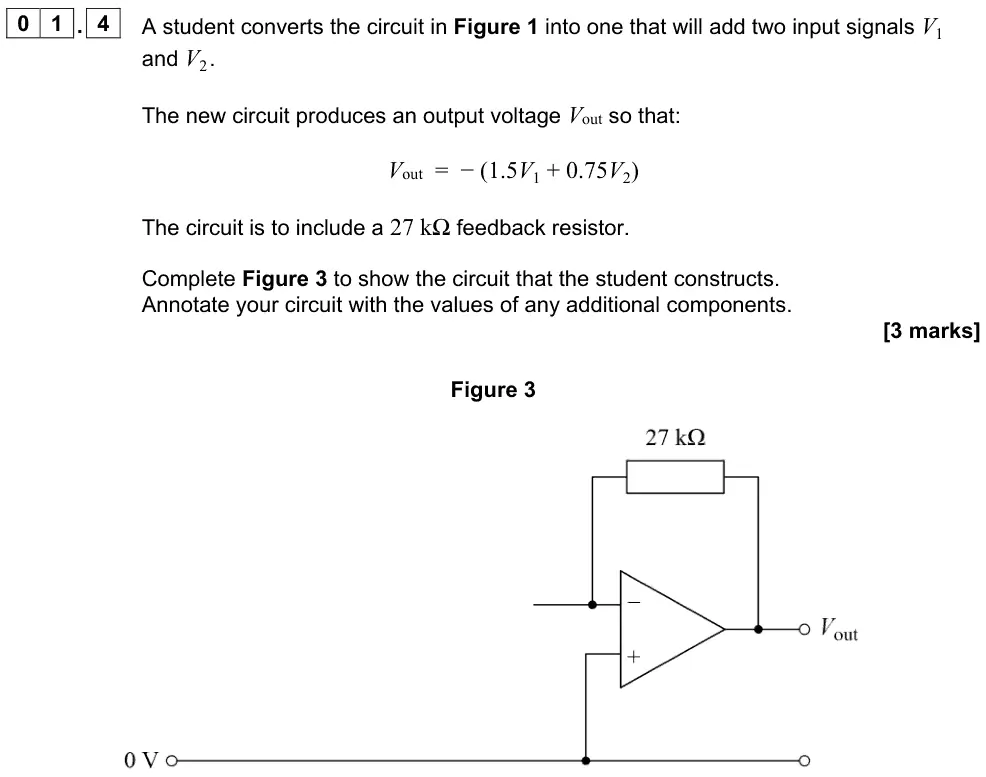 0 1 . 4 A student converts the circuit in Figure 1 into one that will add two input signals V₁
and V₂.
The new circuit produces an output voltage Vout so that:
Vout = − (1.5V₁ + 0.75V₂)
The circuit is to include a 27 kΩ feedback resistor.
Complete Figure 3 to show the circuit that the student constructs.
Annotate your circuit with the values of any additional components.
[3 marks]
Figure 3
27 kΩ
−
Vout
+
0 V